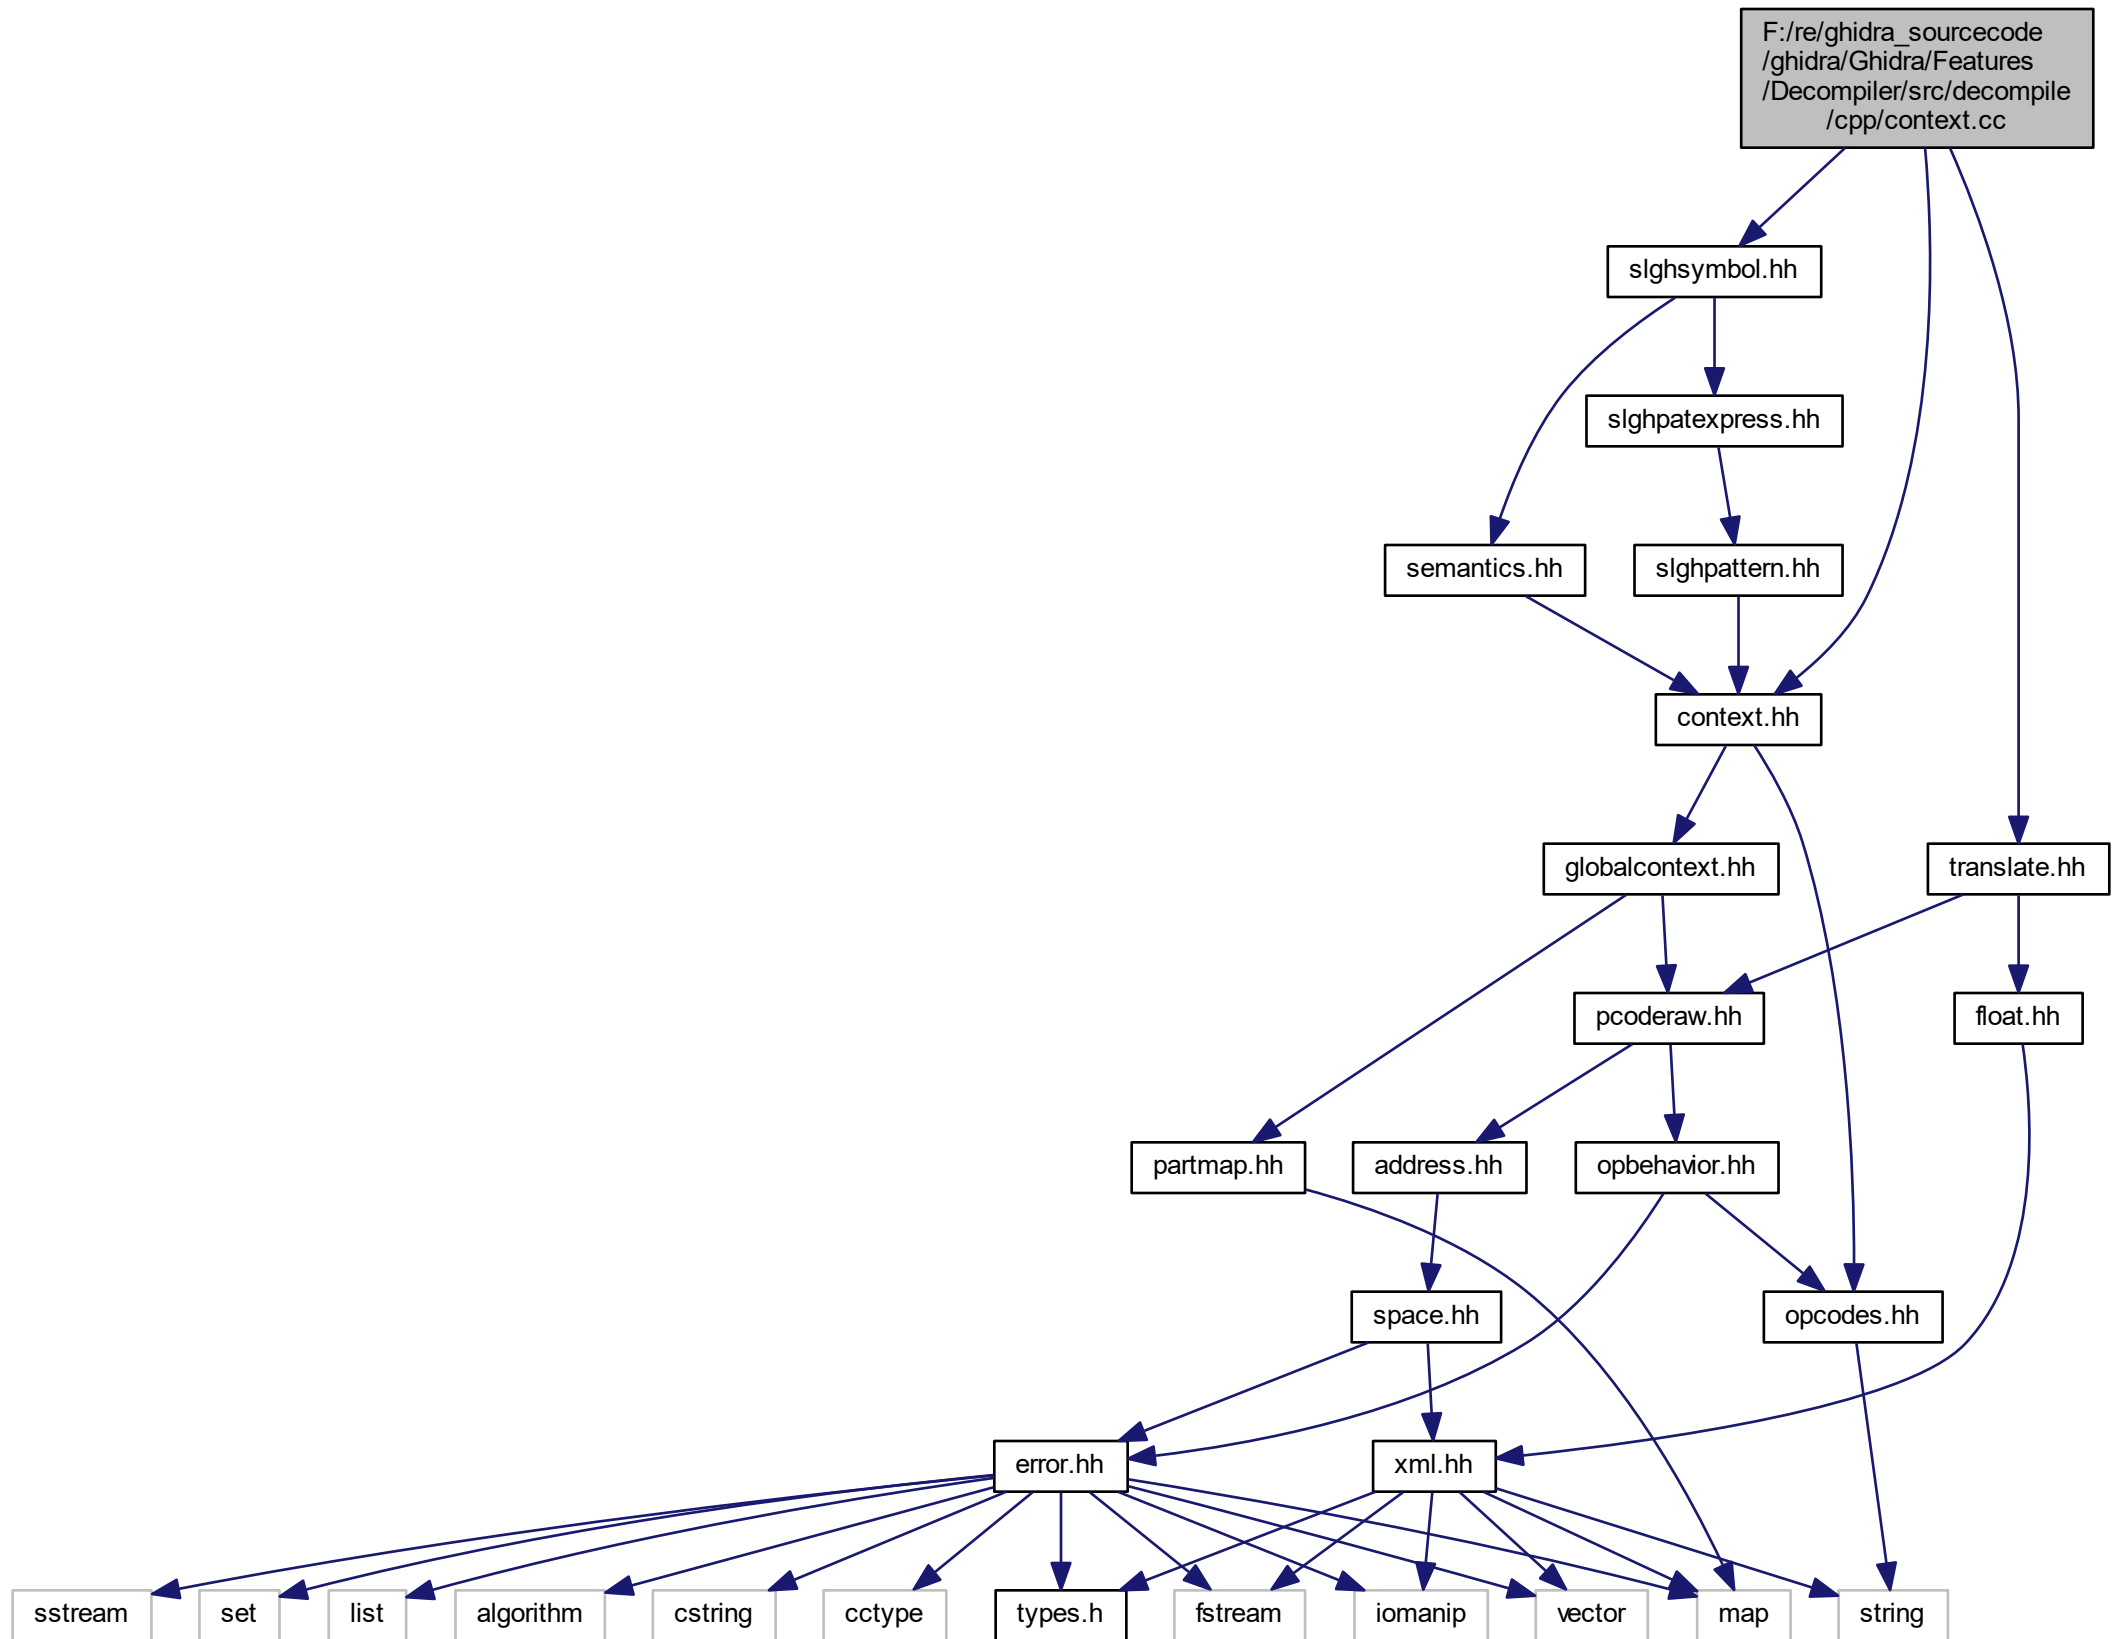 F:/re/ghidra_sourcecode
/ghidra/Ghidra/Features
/Decompiler/src/decompile
/cpp/context.cc
slghsymbol.hh
slghpatexpress.hh
semantics.hh
slghpattern.hh
context.hh
globalcontext.hh
translate.hh
pcoderaw.hh
float.hh
partmap.hh
address.hh
opbehavior.hh
space.hh
opcodes.hh
error.hh
xml.hh
sstream
set
list
algorithm
cstring
cctype
types.h
fstream
iomanip
vector
map
string